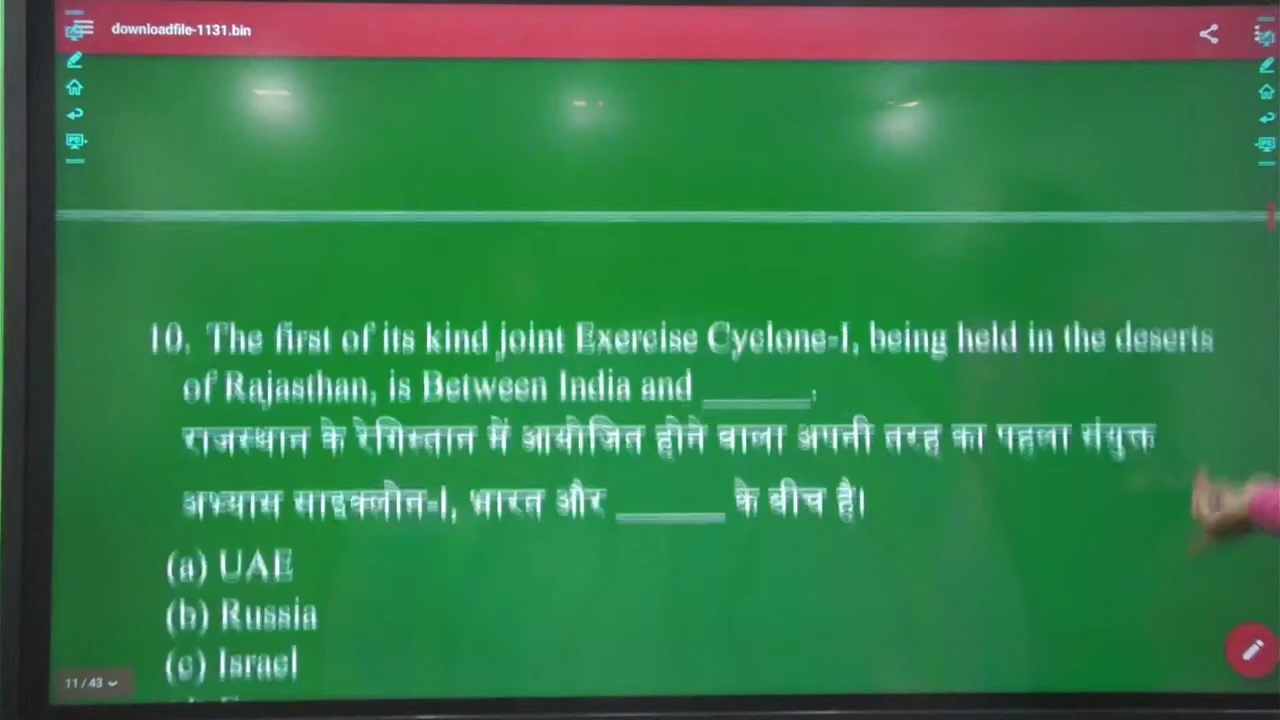 downloadfile-1131.bin
10. The first of its kind joint Exercise Cyclone-I, being held in the deserts
of Rajasthan, is Between India and ______.
राजस्थान के रेगिस्तान में आयोजित होने वाला अपनी तरह का पहला संयुक्त
अभ्यास साइक्लोन-I, भारत और ______ के बीच है।
(a) UAE
(b) Russia
(c) Israel
11 / 43